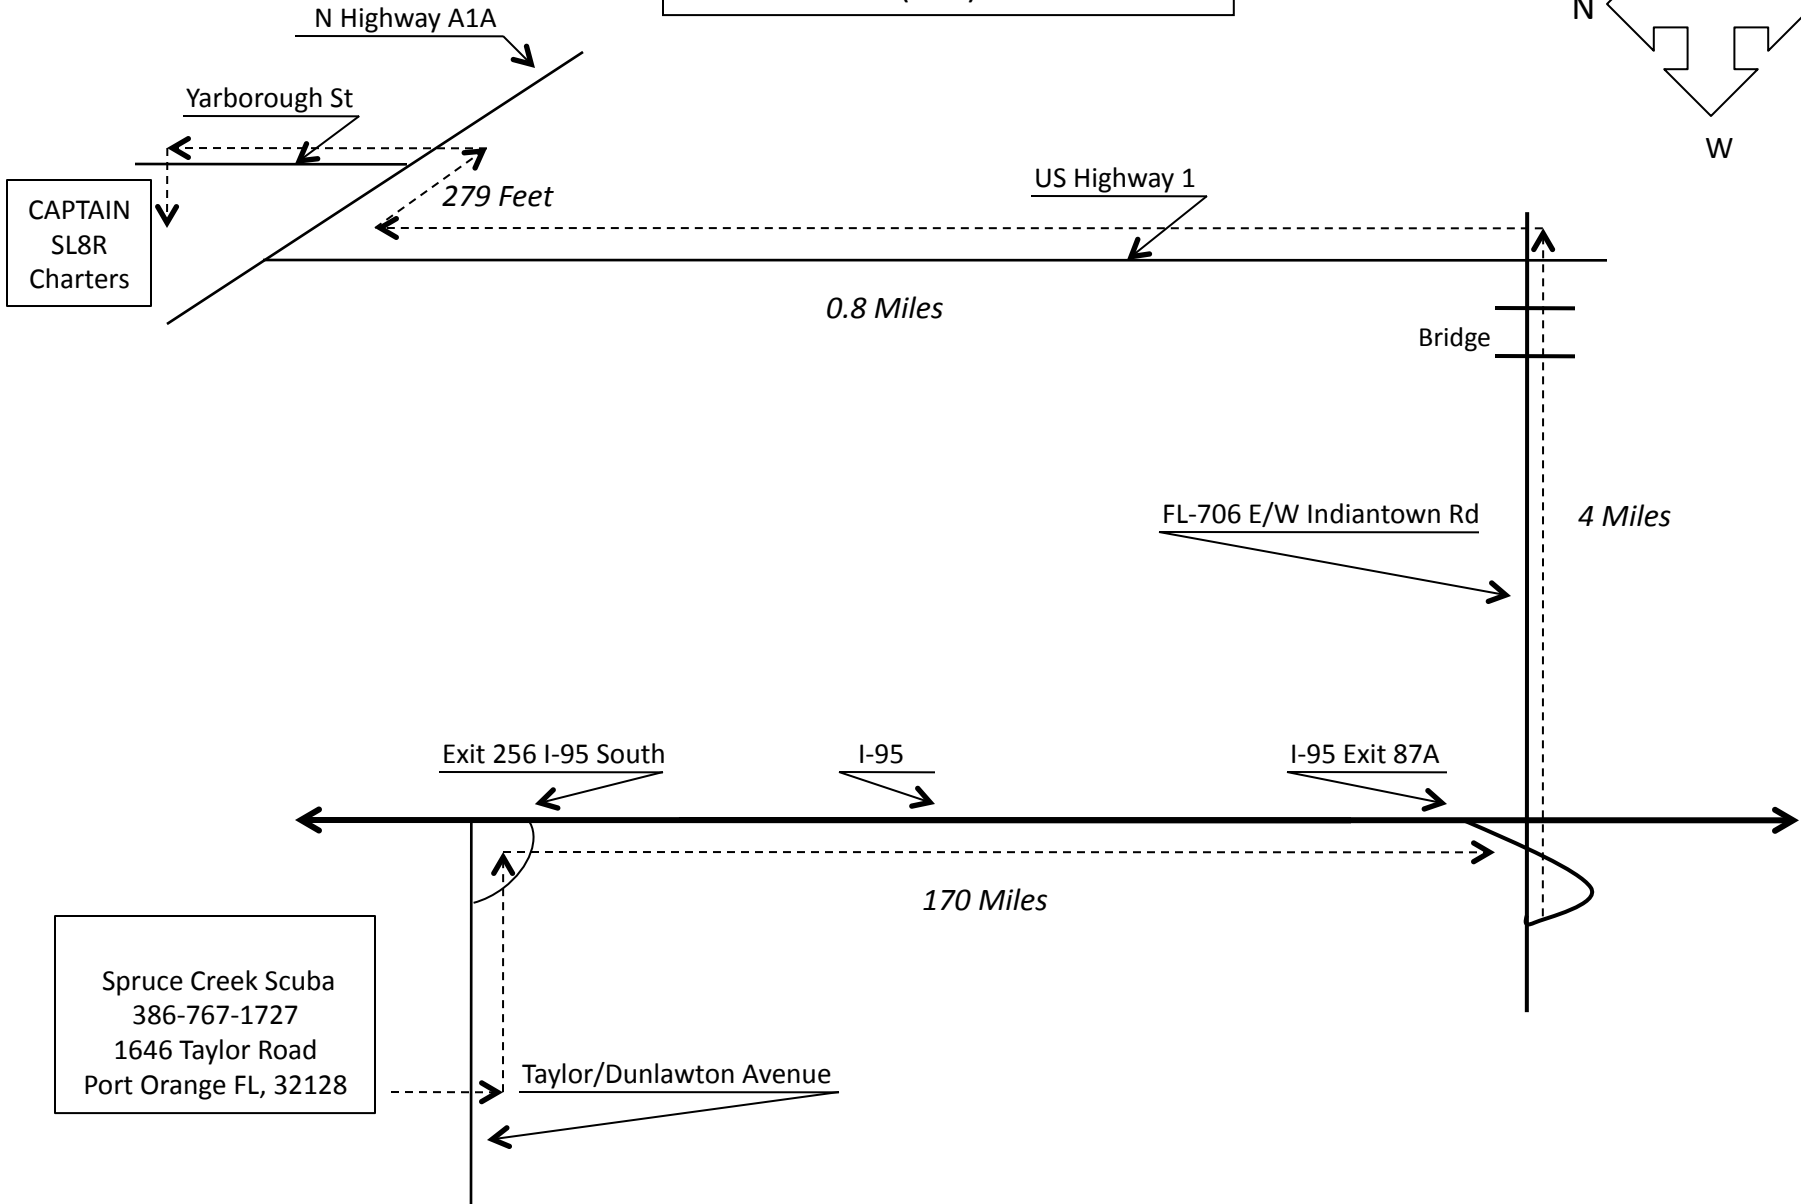 N Highway A1A
N
Yarborough St
W
US Highway 1
279 Feet
CAPTAIN
SL8R
Charters
0.8 Miles
Bridge
FL-706 E/W Indiantown Rd
4 Miles
Exit 256 I-95 South
I-95
I-95 Exit 87A
170 Miles
Spruce Creek Scuba
386-767-1727
1646 Taylor Road
Port Orange FL, 32128
Taylor/Dunlawton Avenue